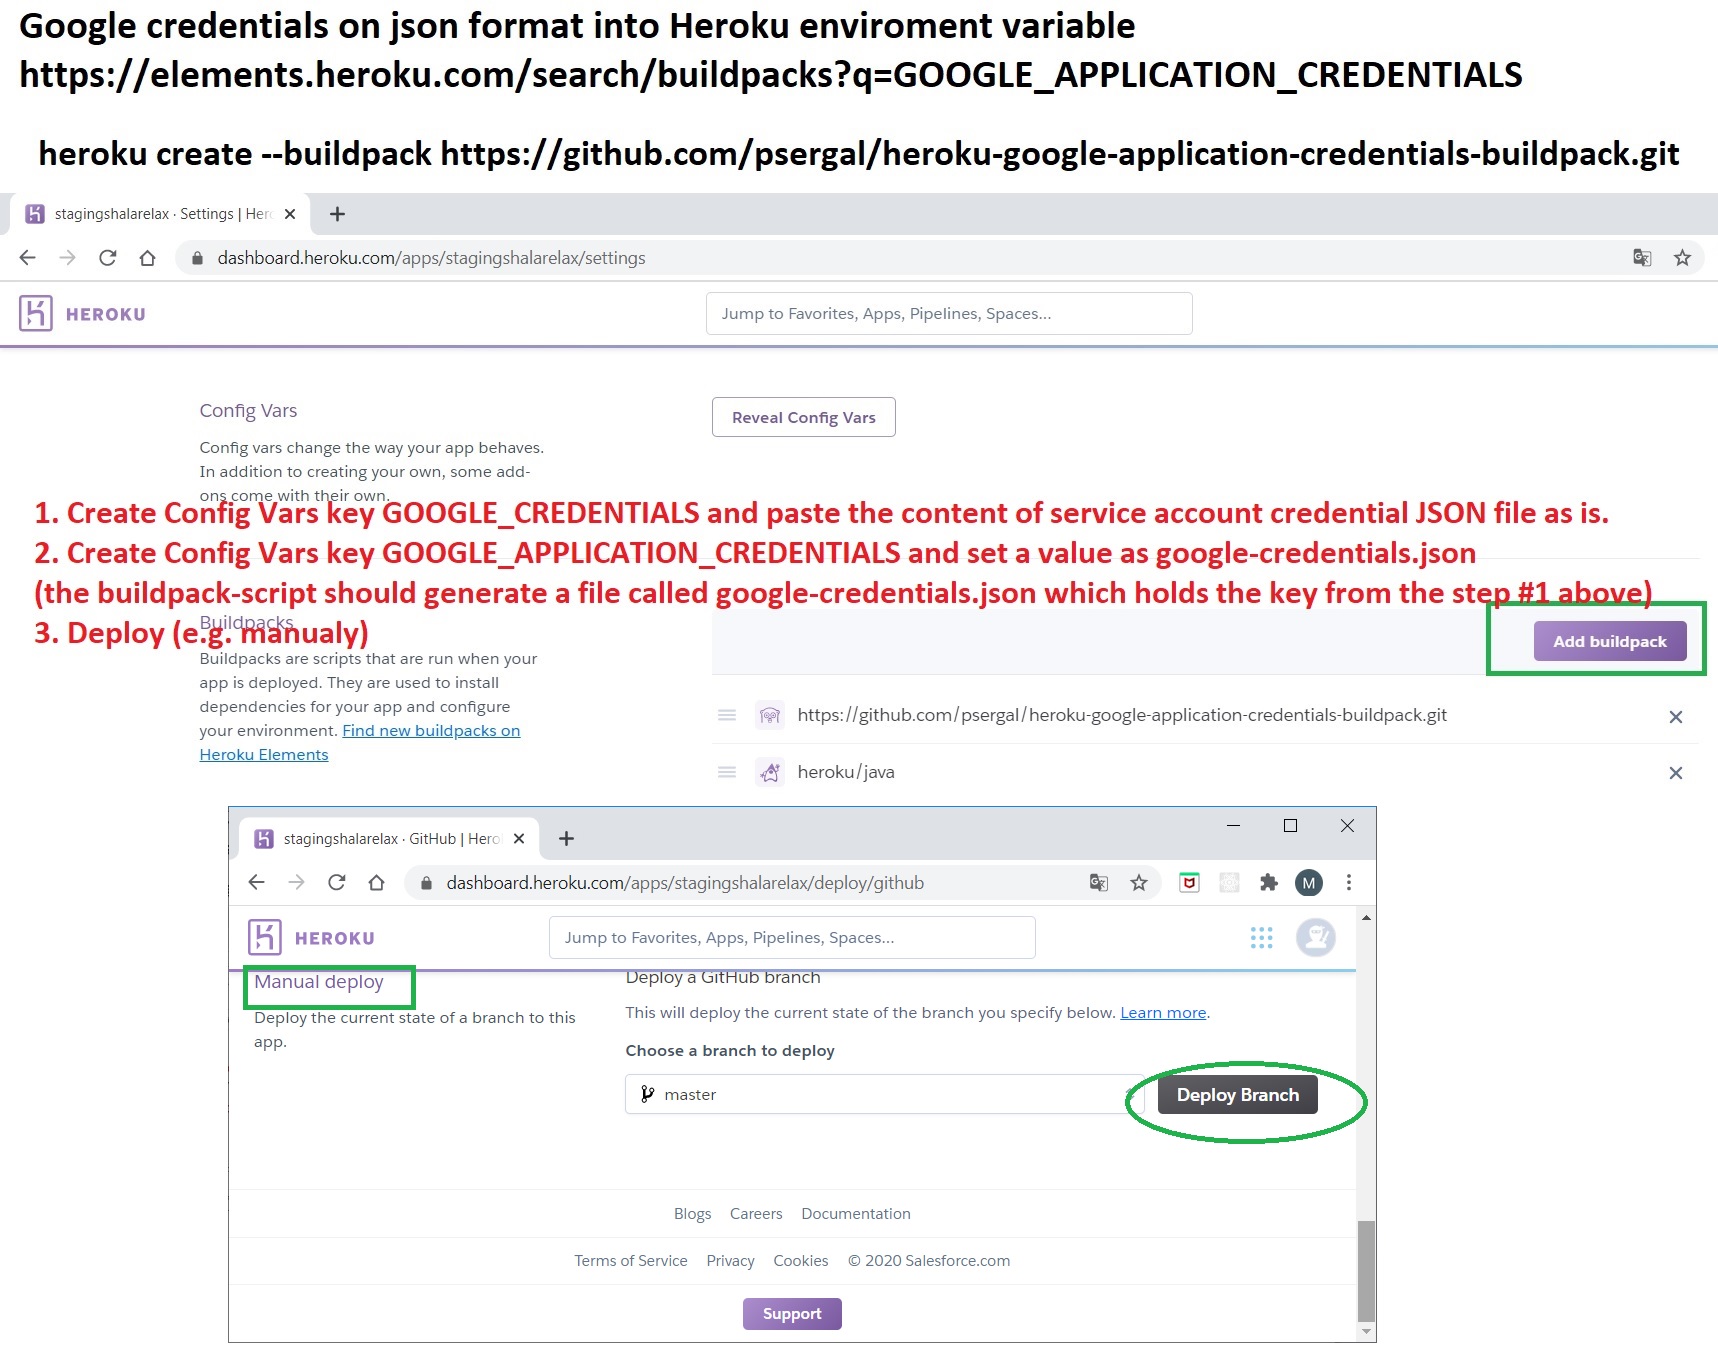 Google credentials on json format into Heroku enviroment variable
https://elements.heroku.com/search/buildpacks?q=GOOGLE_APPLICATION_CREDENTIALS
heroku create --buildpack https://github.com/psergal/heroku-google-application-credentials-buildpack.git
stagingshalarelax · Settings | Her
dashboard.heroku.com/apps/stagingshalarelax/settings
HEROKU
Jump to Favorites, Apps, Pipelines, Spaces...
Config Vars
Reveal Config Vars
Config vars change the way your app behaves.
In addition to creating your own, some add-
ons come with their own.
1. Create Config Vars key GOOGLE_CREDENTIALS and paste the content of service account credential JSON file as is.
2. Create Config Vars key GOOGLE_APPLICATION_CREDENTIALS and set a value as google-credentials.json
(the buildpack-script should generate a file called google-credentials.json which holds the key from the step #1 above)
3. Deploy (e.g. manualy)
Buildpacks
Add buildpack
Buildpacks are scripts that are run when your
app is deployed. They are used to install
dependencies for your app and configure
your environment. Find new buildpacks on
Heroku Elements
https://github.com/psergal/heroku-google-application-credentials-buildpack.git
heroku/java
stagingshalarelax · GitHub | Hero
dashboard.heroku.com/apps/stagingshalarelax/deploy/github
M
HEROKU
Jump to Favorites, Apps, Pipelines, Spaces...
Manual deploy
Deploy the current state of a branch to this
app.
Deploy a GitHub branch
This will deploy the current state of the branch you specify below. Learn more.
Choose a branch to deploy
master
Deploy Branch
Blogs Careers Documentation
Terms of Service Privacy Cookies © 2020 Salesforce.com
Support